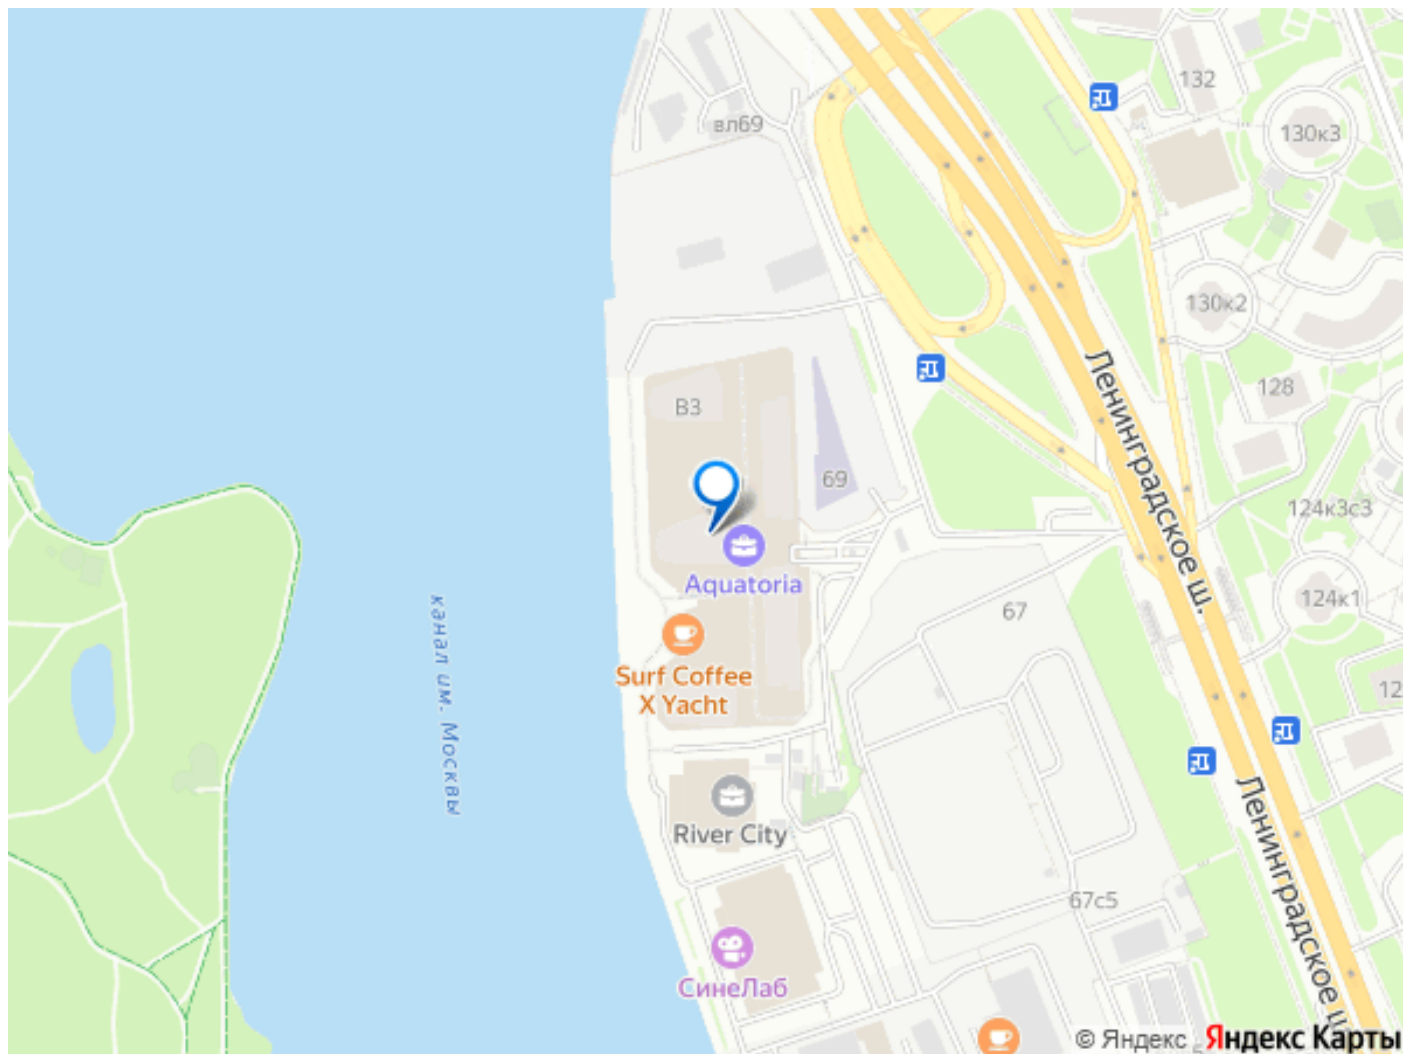 132
130к3
вл69
130к2
Ленинградское ш.
128
В3
69
124к3с3
Aquatoria
124к1
67
канал им. Москвы
Surf Coffee
X Yacht
12
River City
Ленинградское ш.
67с5
СинеЛаб
© Яндекс
Яндекс Карты